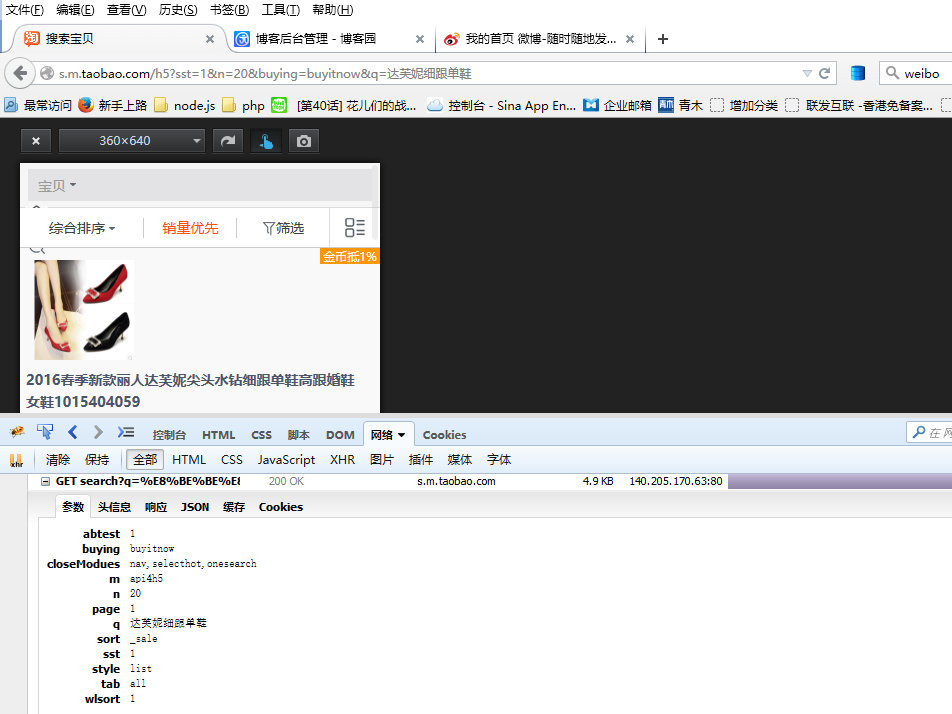 文件(F) 编辑(E) 查看(V) 历史(S) 书签(B) 工具(T) 帮助(H)
搜索宝贝 × 博客后台管理 - 博客园 × 我的首页 微博-随时随地发... × +
s.m.taobao.com/h5?sst=1&n=20&buying=buyitnow&q=达芙妮细跟单鞋 weibo
最常访问 新手上路 node.js php [第40话] 花儿们的战... 控制台 - Sina App En... 企业邮箱 青木 增加分类 联发互联 -香港免备案...
× 360×640
宝贝
综合排序 销量优先 筛选
金币抵1%
2016春季新款丽人达芙妮尖头水钻细跟单鞋高跟婚鞋
女鞋1015404059
控制台 HTML CSS 脚本 DOM 网络 Cookies 在网
xhr 清除 保持 全部 HTML CSS JavaScript XHR 图片 插件 媒体 字体
GET search?q=%E8%BE%BE%E8 200 OK s.m.taobao.com 4.9 KB 140.205.170.63:80
参数 头信息 响应 JSON 缓存 Cookies
abtest 1
buying buyitnow
closeModues nav,selecthot,onesearch
m api4h5
n 20
page 1
q 达芙妮细跟单鞋
sort _sale
sst 1
style list
tab all
wlsort 1